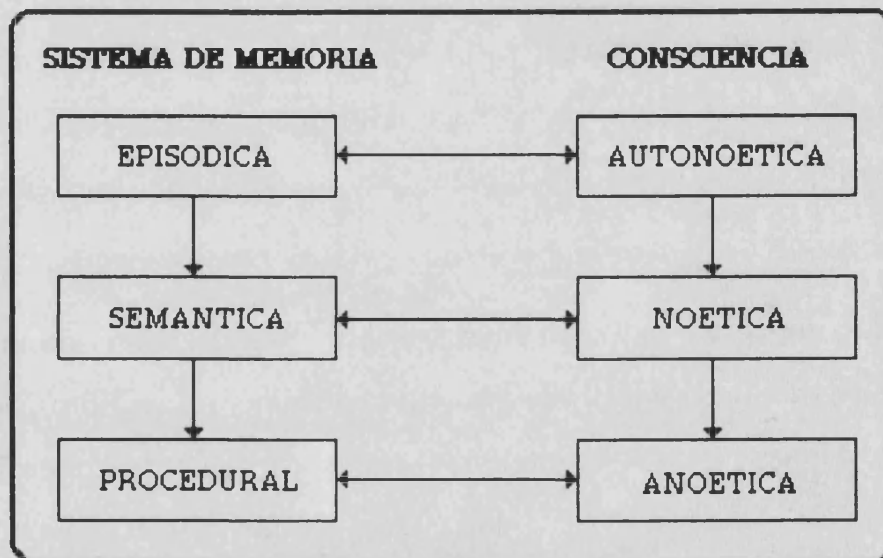 SISTEMA DE MEMORIA CONSCIENCIA
EPISODICA AUTONOETICA
SEMANTICA NOETICA
PROCEDURAL ANOETICA